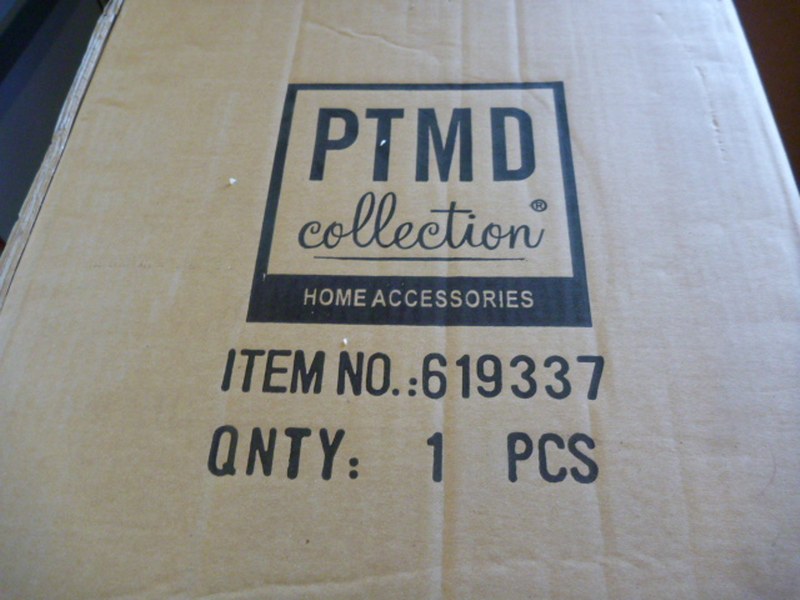 PTMD
collection®
HOME ACCESSORIES
ITEM NO.:619337
QNTY: 1 PCS